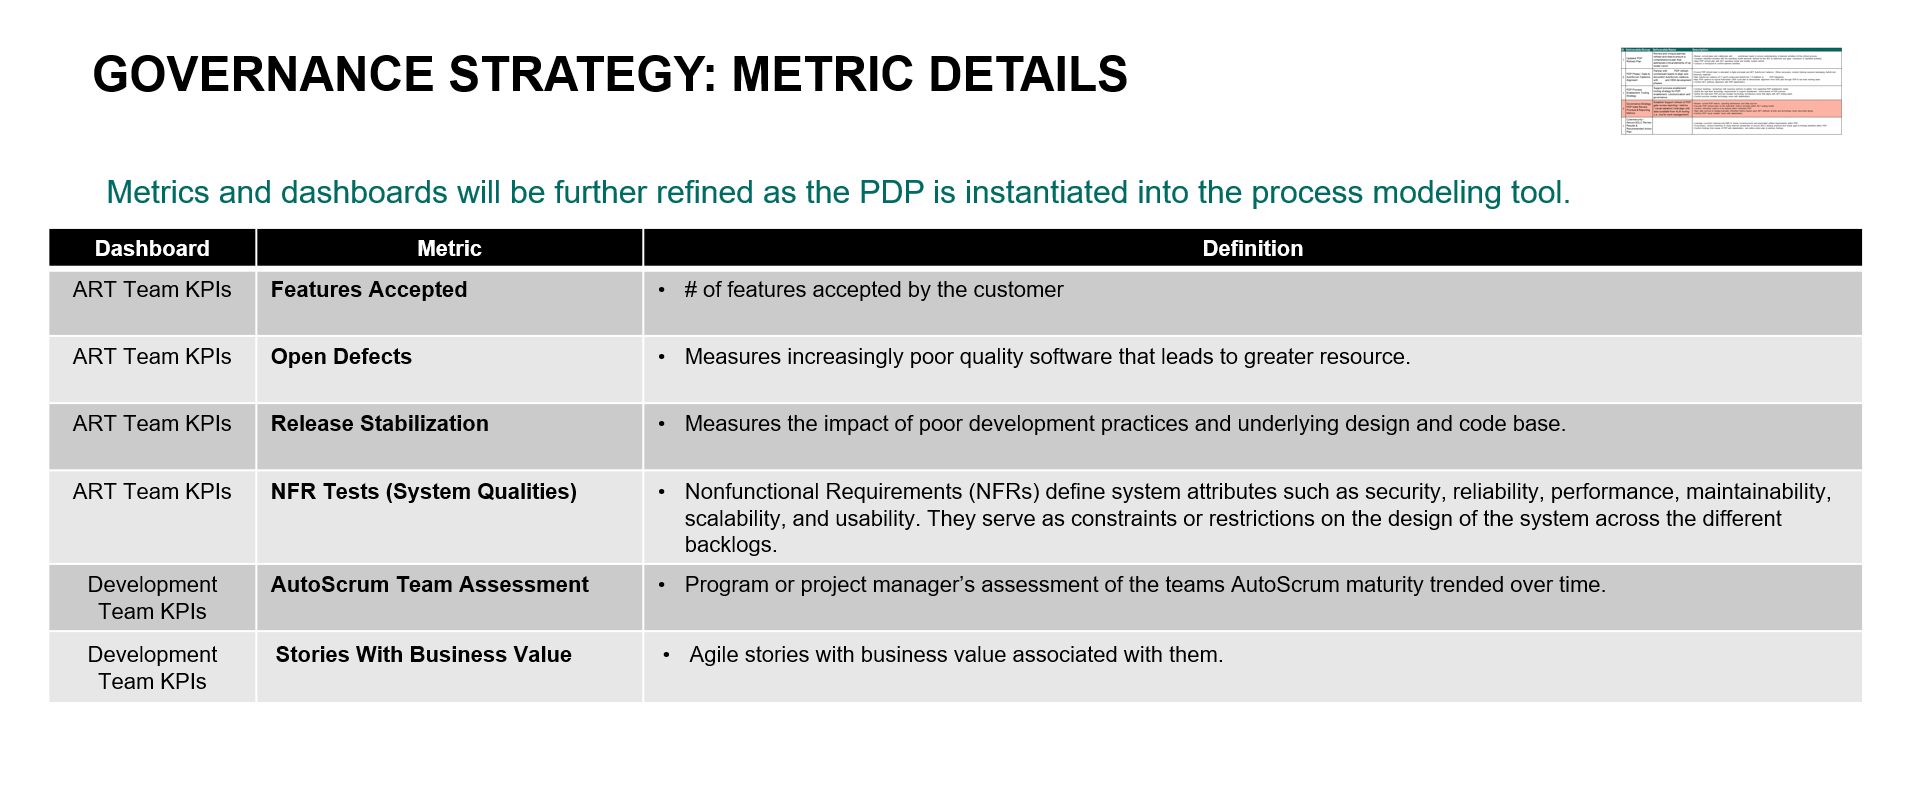 GOVERNANCE STRATEGY: METRIC DETAILS
Metrics and dashboards will be further refined as the PDP is instantiated into the process modeling tool.
Dashboard Metric Definition
ART Team KPIs Features Accepted • # of features accepted by the customer
ART Team KPIs Open Defects • Measures increasingly poor quality software that leads to greater resource.
ART Team KPIs Release Stabilization • Measures the impact of poor development practices and underlying design and code base.
ART Team KPIs NFR Tests (System Qualities) • Nonfunctional Requirements (NFRs) define system attributes such as security, reliability, performance, maintainability,
scalability, and usability. They serve as constraints or restrictions on the design of the system across the different
backlogs.
Development AutoScrum Team Assessment • Program or project manager’s assessment of the teams AutoScrum maturity trended over time.
Team KPIs
Development Stories With Business Value • Agile stories with business value associated with them.
Team KPIs